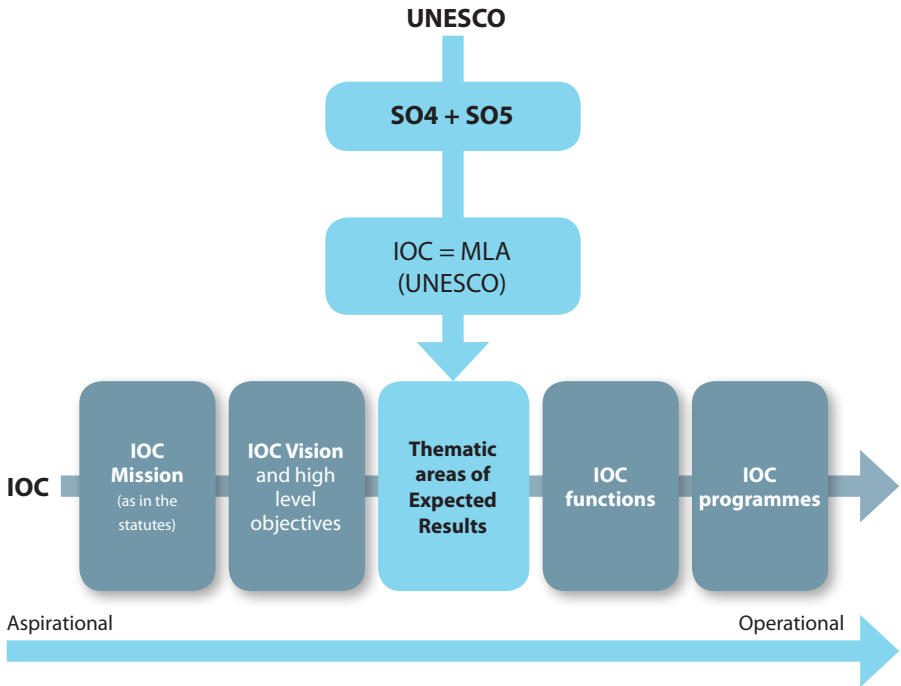 UNESCO
SO4 + SO5
IOC = MLA
(UNESCO)
IOC
IOC
Mission
(as in the
statutes)
IOC Vision
and high
level
objectives
Thematic
areas of
Expected
Results
IOC
functions
IOC
programmes
Aspirational
Operational